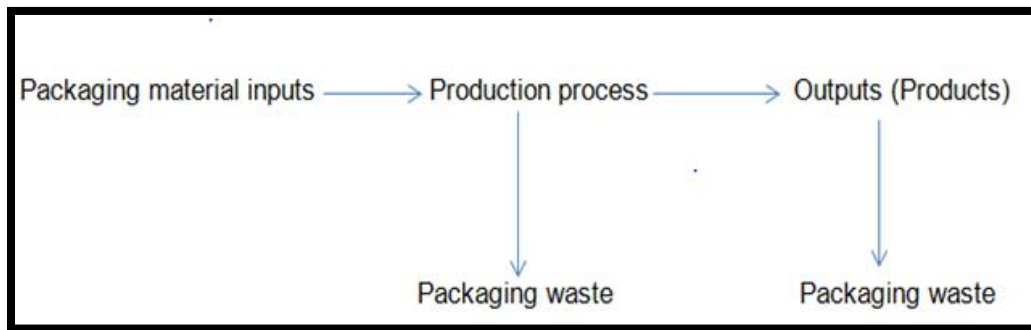 Packaging material inputs Production process Outputs (Products)
Packaging waste Packaging waste